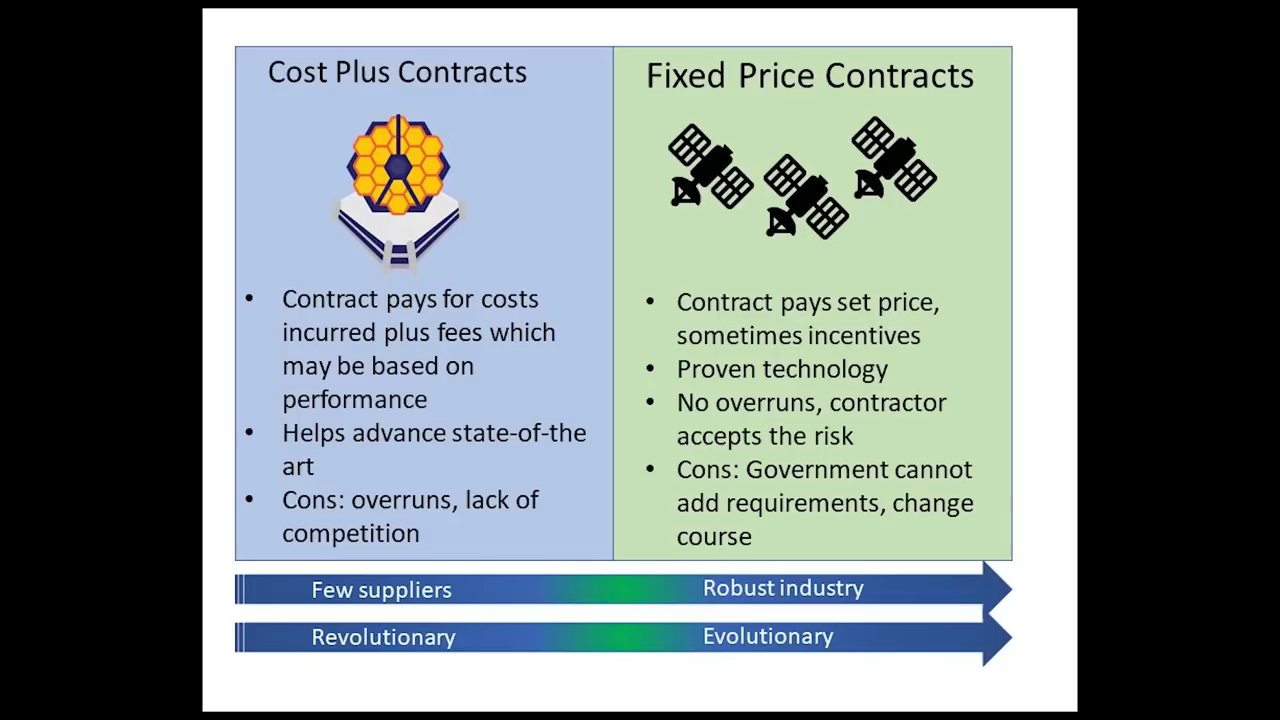 Cost Plus Contracts
• Contract pays for costs
incurred plus fees which
may be based on
performance
• Helps advance state-of-the
art
• Cons: overruns, lack of
competition
Fixed Price Contracts
• Contract pays set price,
sometimes incentives
• Proven technology
• No overruns, contractor
accepts the risk
• Cons: Government cannot
add requirements, change
course
Few suppliers
Robust industry
Revolutionary
Evolutionary